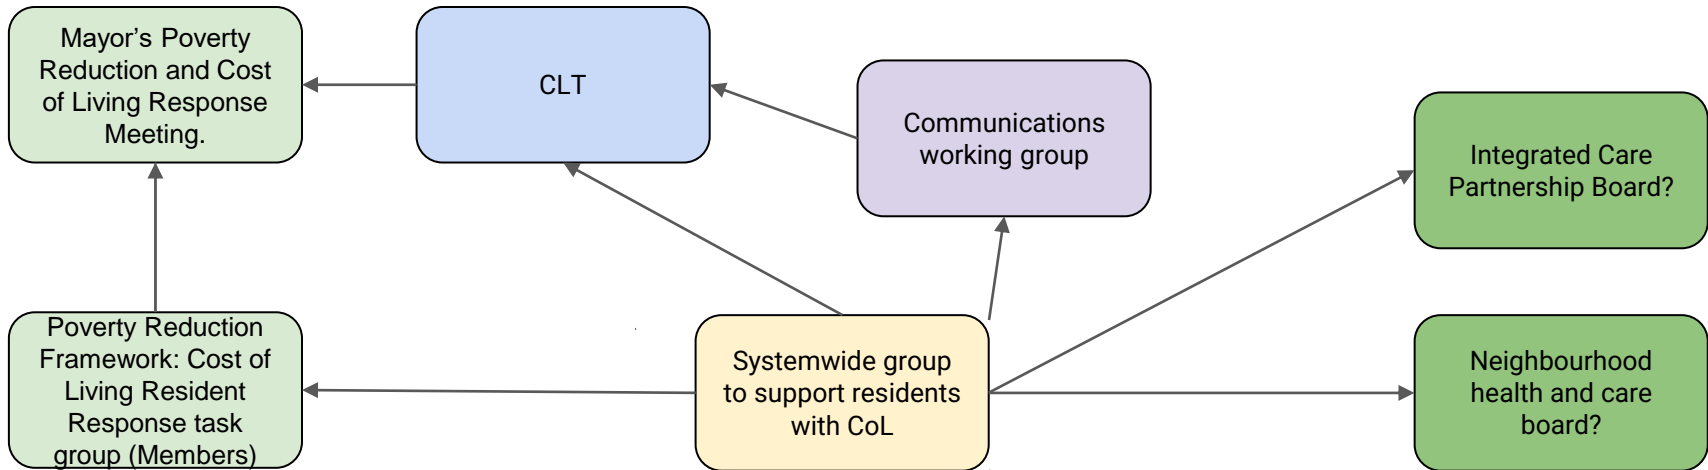 Mayor’s Poverty
Reduction and Cost
of Living Response
Meeting.
CLT
Communications
working group
Integrated Care
Partnership Board?
Poverty Reduction
Framework: Cost of
Living Resident
Response task
group (Members)
Systemwide group
to support residents
with CoL
Neighbourhood
health and care
board?